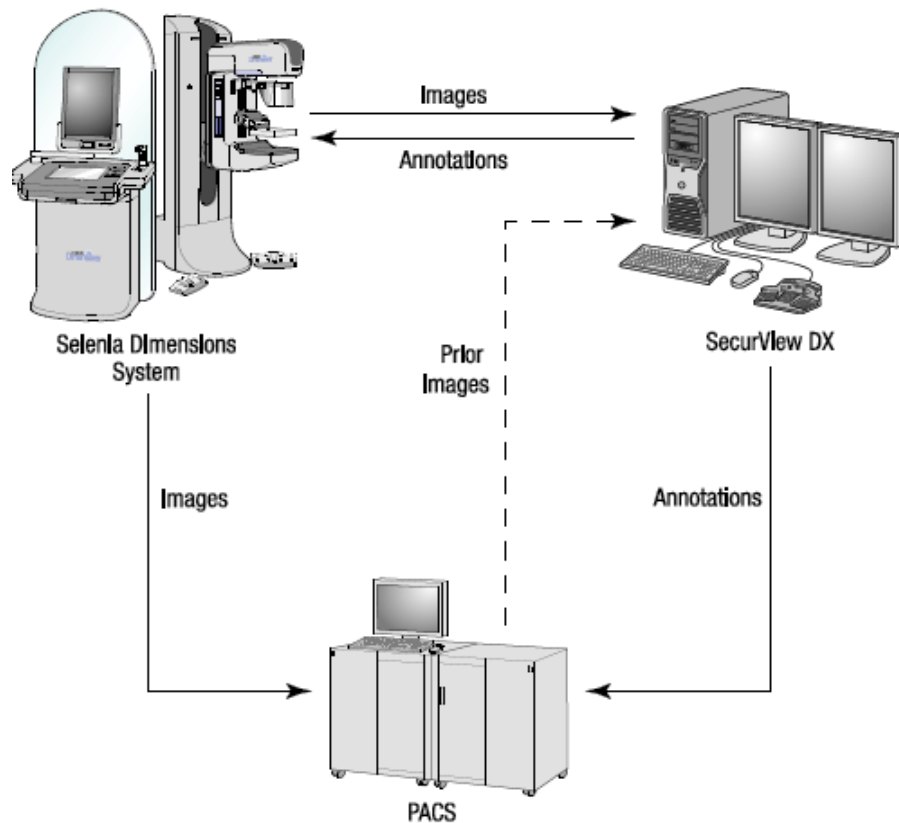 Images
Annotations
Selenia Dimensions
System
SecurView DX
Prior
Images
Images
Annotations
PACS